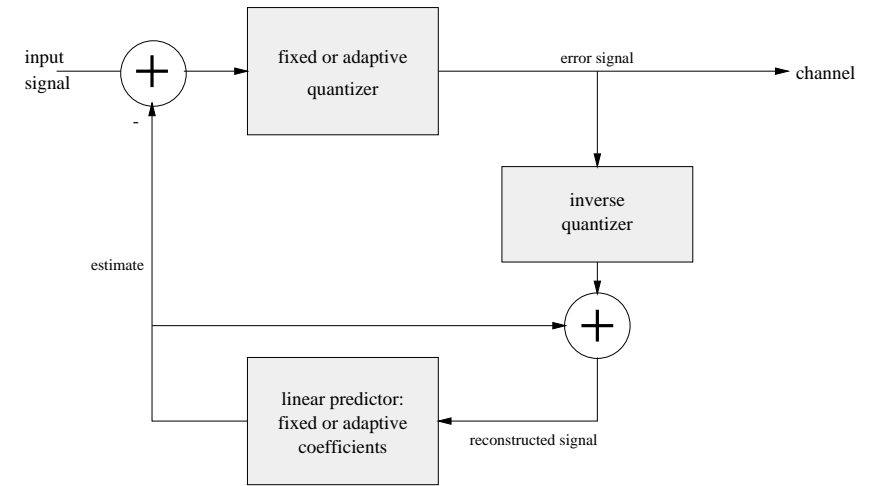 input
signal
fixed or adaptive
quantizer
error signal
channel
-
inverse
quantizer
estimate
linear predictor:
fixed or adaptive
coefficients
reconstructed signal